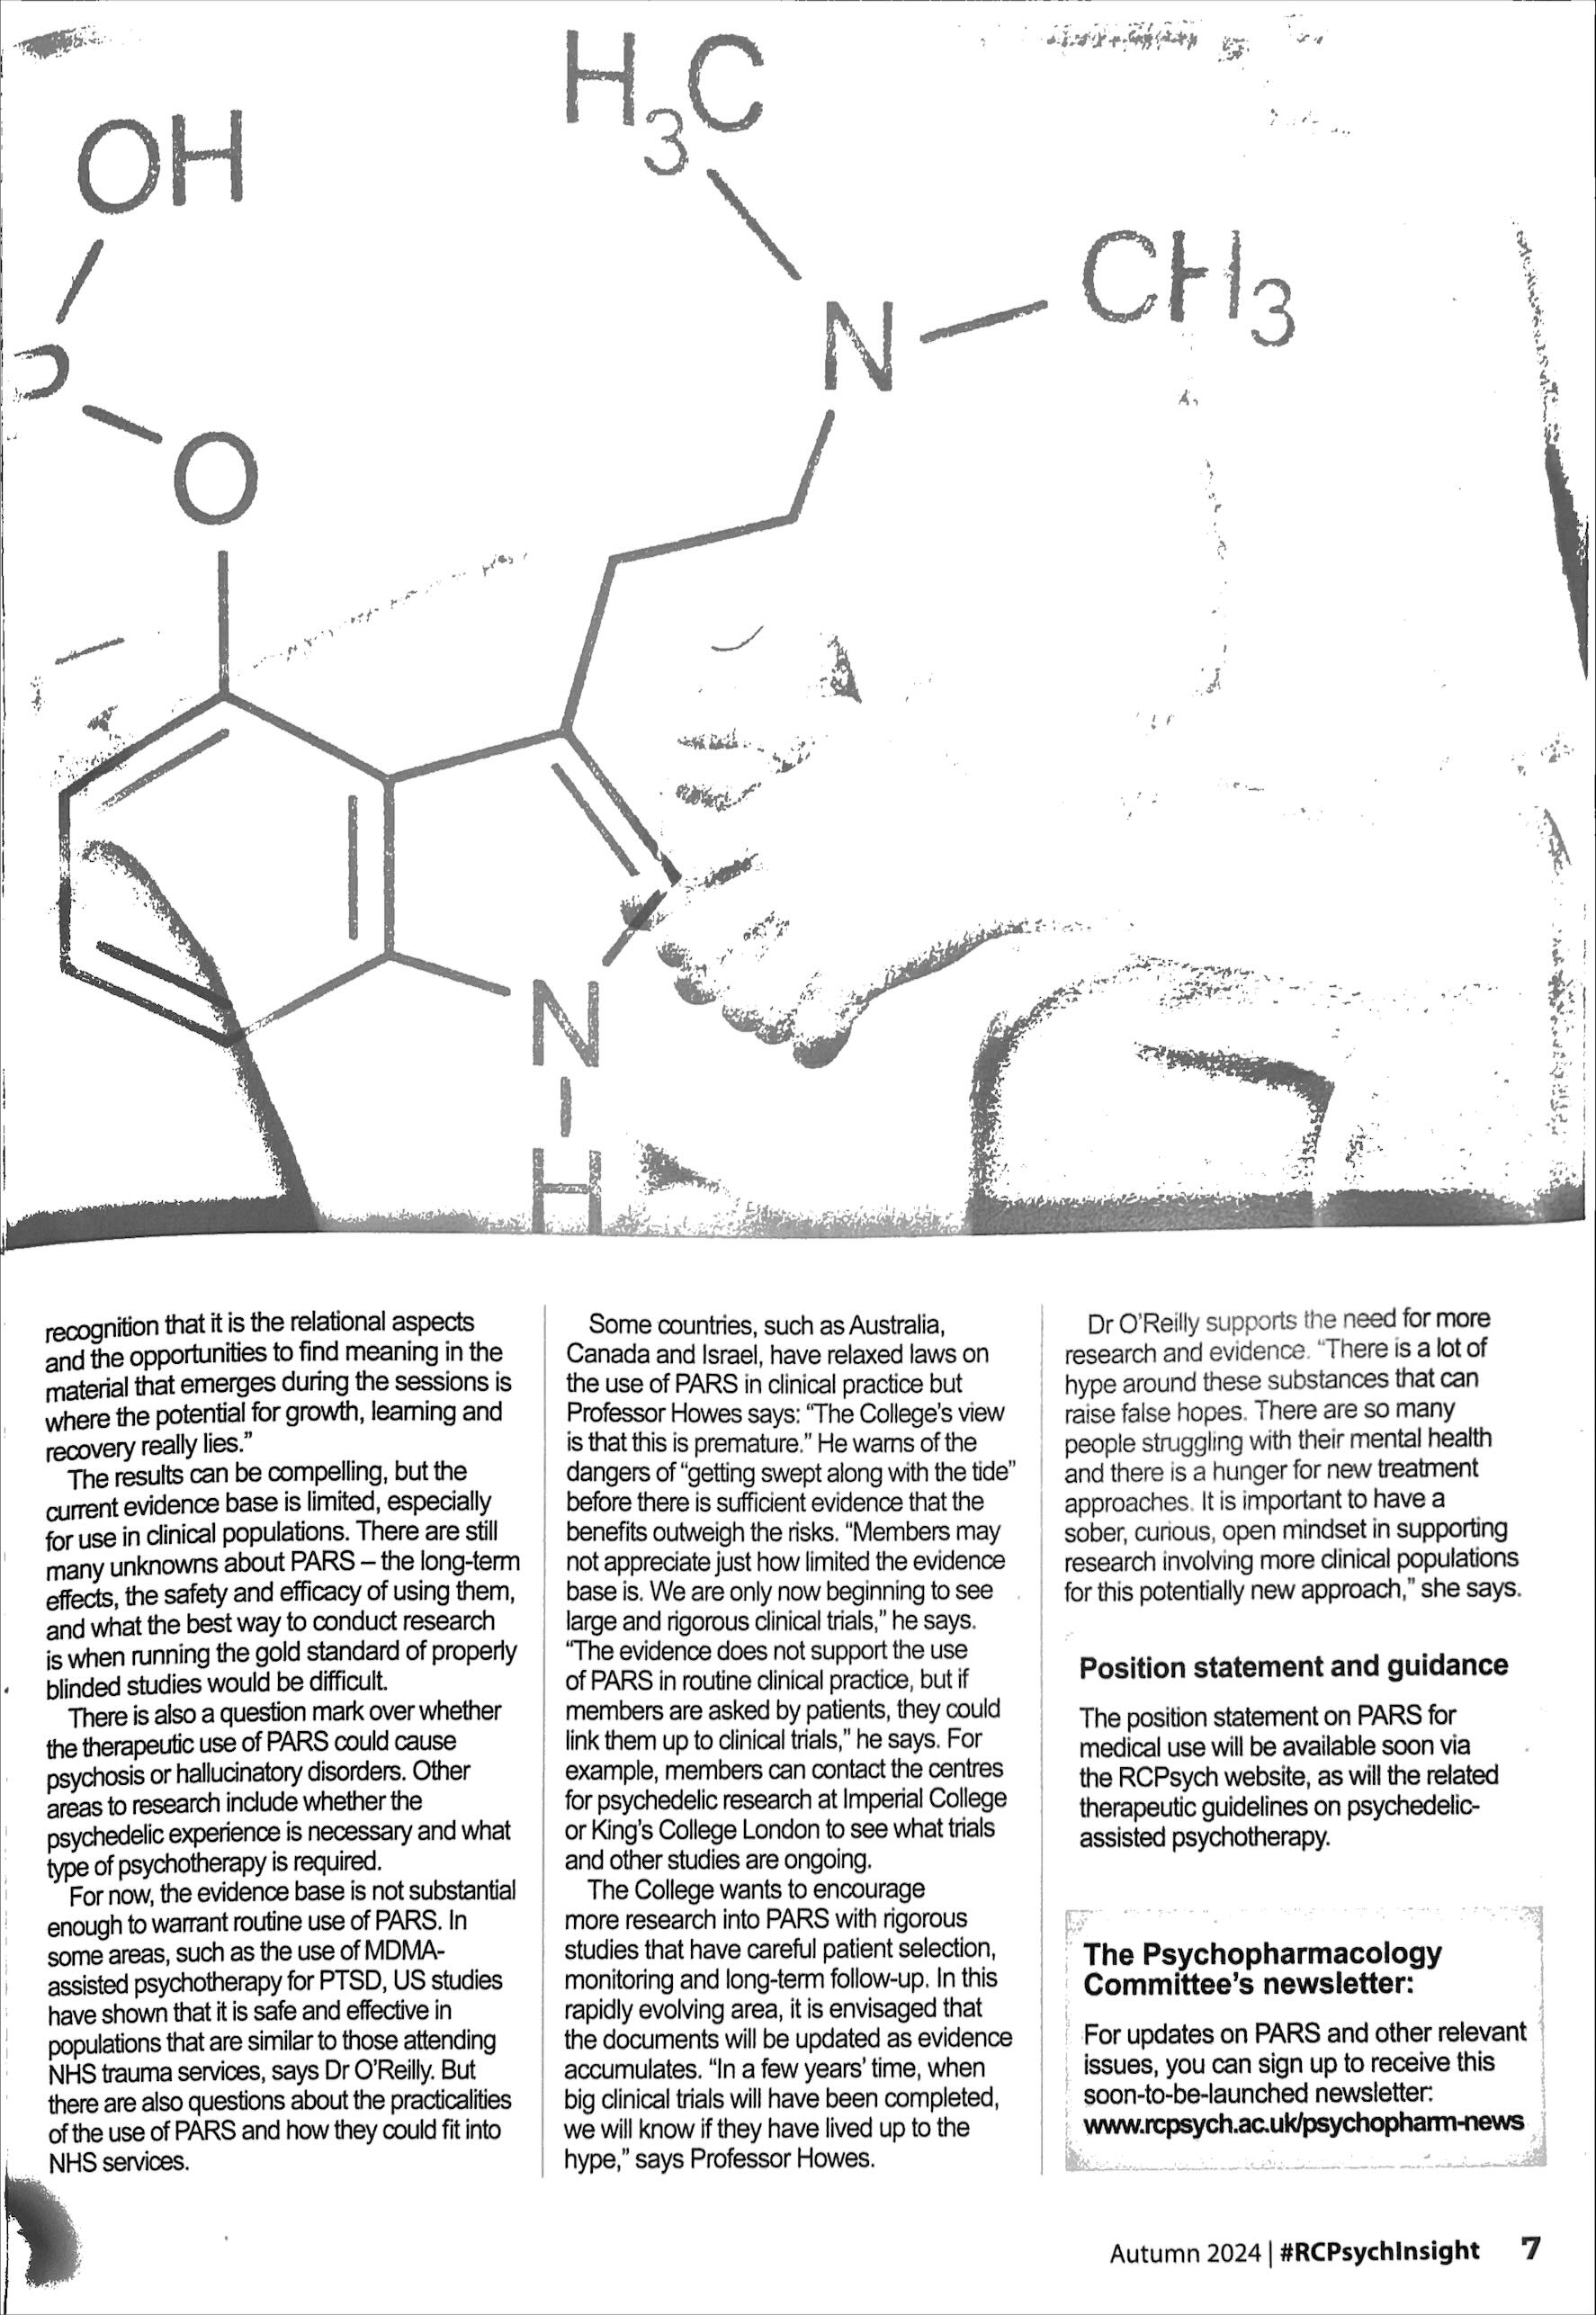 OH
H3C
CH3
N
P
O
N
H
recognition that it is the relational aspects
and the opportunities to find meaning in the
material that emerges during the sessions is
where the potential for growth, learning and
recovery really lies.”
The results can be compelling, but the
current evidence base is limited, especially
for use in clinical populations. There are still
many unknowns about PARS – the long-term
effects, the safety and efficacy of using them,
and what the best way to conduct research
is when running the gold standard of properly
blinded studies would be difficult.
There is also a question mark over whether
the therapeutic use of PARS could cause
psychosis or hallucinatory disorders. Other
areas to research include whether the
psychedelic experience is necessary and what
type of psychotherapy is required.
For now, the evidence base is not substantial
enough to warrant routine use of PARS. In
some areas, such as the use of MDMA-
assisted psychotherapy for PTSD, US studies
have shown that it is safe and effective in
populations that are similar to those attending
NHS trauma services, says Dr O’Reilly. But
there are also questions about the practicalities
of the use of PARS and how they could fit into
NHS services.
Some countries, such as Australia,
Canada and Israel, have relaxed laws on
the use of PARS in clinical practice but
Professor Howes says: “The College’s view
is that this is premature.” He warns of the
dangers of “getting swept along with the tide”
before there is sufficient evidence that the
benefits outweigh the risks. “Members may
not appreciate just how limited the evidence
base is. We are only now beginning to see
large and rigorous clinical trials,” he says.
“The evidence does not support the use
of PARS in routine clinical practice, but if
members are asked by patients, they could
link them up to clinical trials,” he says. For
example, members can contact the centres
for psychedelic research at Imperial College
or King’s College London to see what trials
and other studies are ongoing.
The College wants to encourage
more research into PARS with rigorous
studies that have careful patient selection,
monitoring and long-term follow-up. In this
rapidly evolving area, it is envisaged that
the documents will be updated as evidence
accumulates. “In a few years’ time, when
big clinical trials will have been completed,
we will know if they have lived up to the
hype,” says Professor Howes.
Dr O’Reilly supports the need for more
research and evidence. “There is a lot of
hype around these substances that can
raise false hopes. There are so many
people struggling with their mental health
and there is a hunger for new treatment
approaches. It is important to have a
sober, curious, open mindset in supporting
research involving more clinical populations
for this potentially new approach,” she says.
Position statement and guidance
The position statement on PARS for
medical use will be available soon via
the RCPsych website, as will the related
therapeutic guidelines on psychedelic-
assisted psychotherapy.
The Psychopharmacology
Committee’s newsletter:
For updates on PARS and other relevant
issues, you can sign up to receive this
soon-to-be-launched newsletter:
www.rcpsych.ac.uk/psychopharm-news
Autumn 2024 | #RCPsychInsight 7